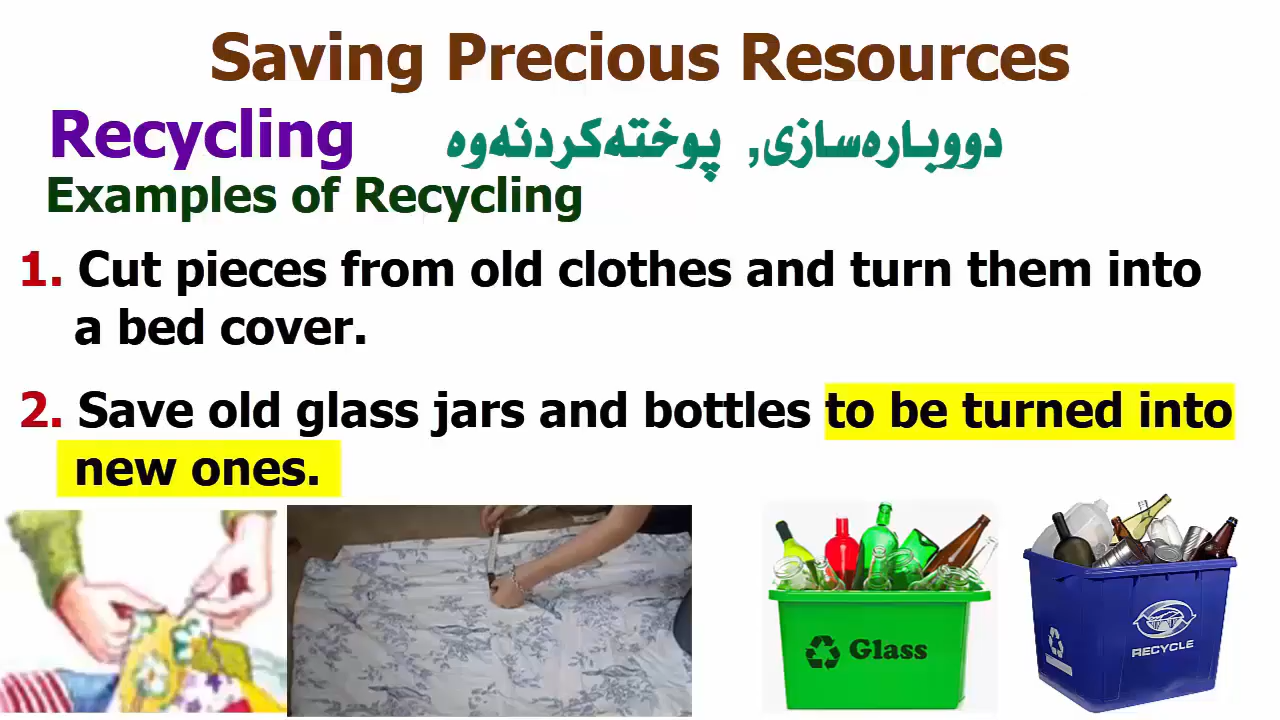 Saving Precious Resources
Recycling دووبارەسازی, پوختەکردنەوە
Examples of Recycling
1. Cut pieces from old clothes and turn them into
a bed cover.
2. Save old glass jars and bottles to be turned into
new ones.
Glass
RECYCLE